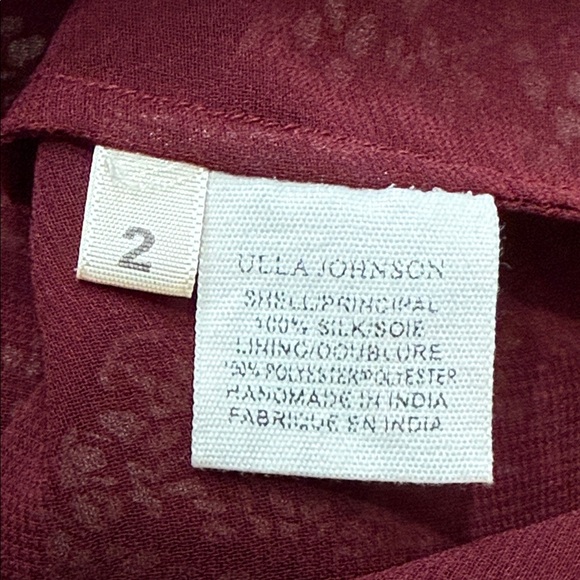 2
ULLA JOHNSON
SHELL/PRINCIPAL
100% SILK/SOIE
LINING/DOUBLURE
100% POLYESTER/POLYESTER
HANDMADE IN INDIA
FABRIQUE EN INDIA